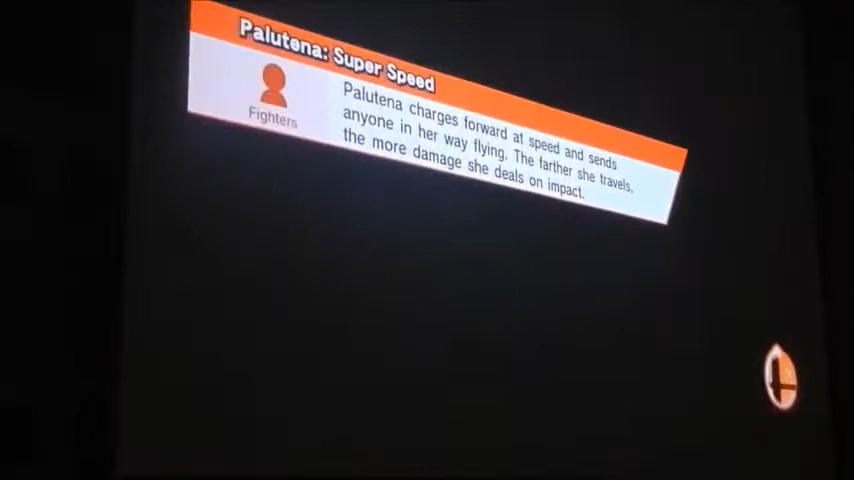 Palutena: Super Speed
Fighters
Palutena charges forward at speed and sends
anyone in her way flying. The farther she travels,
the more damage she deals on impact.